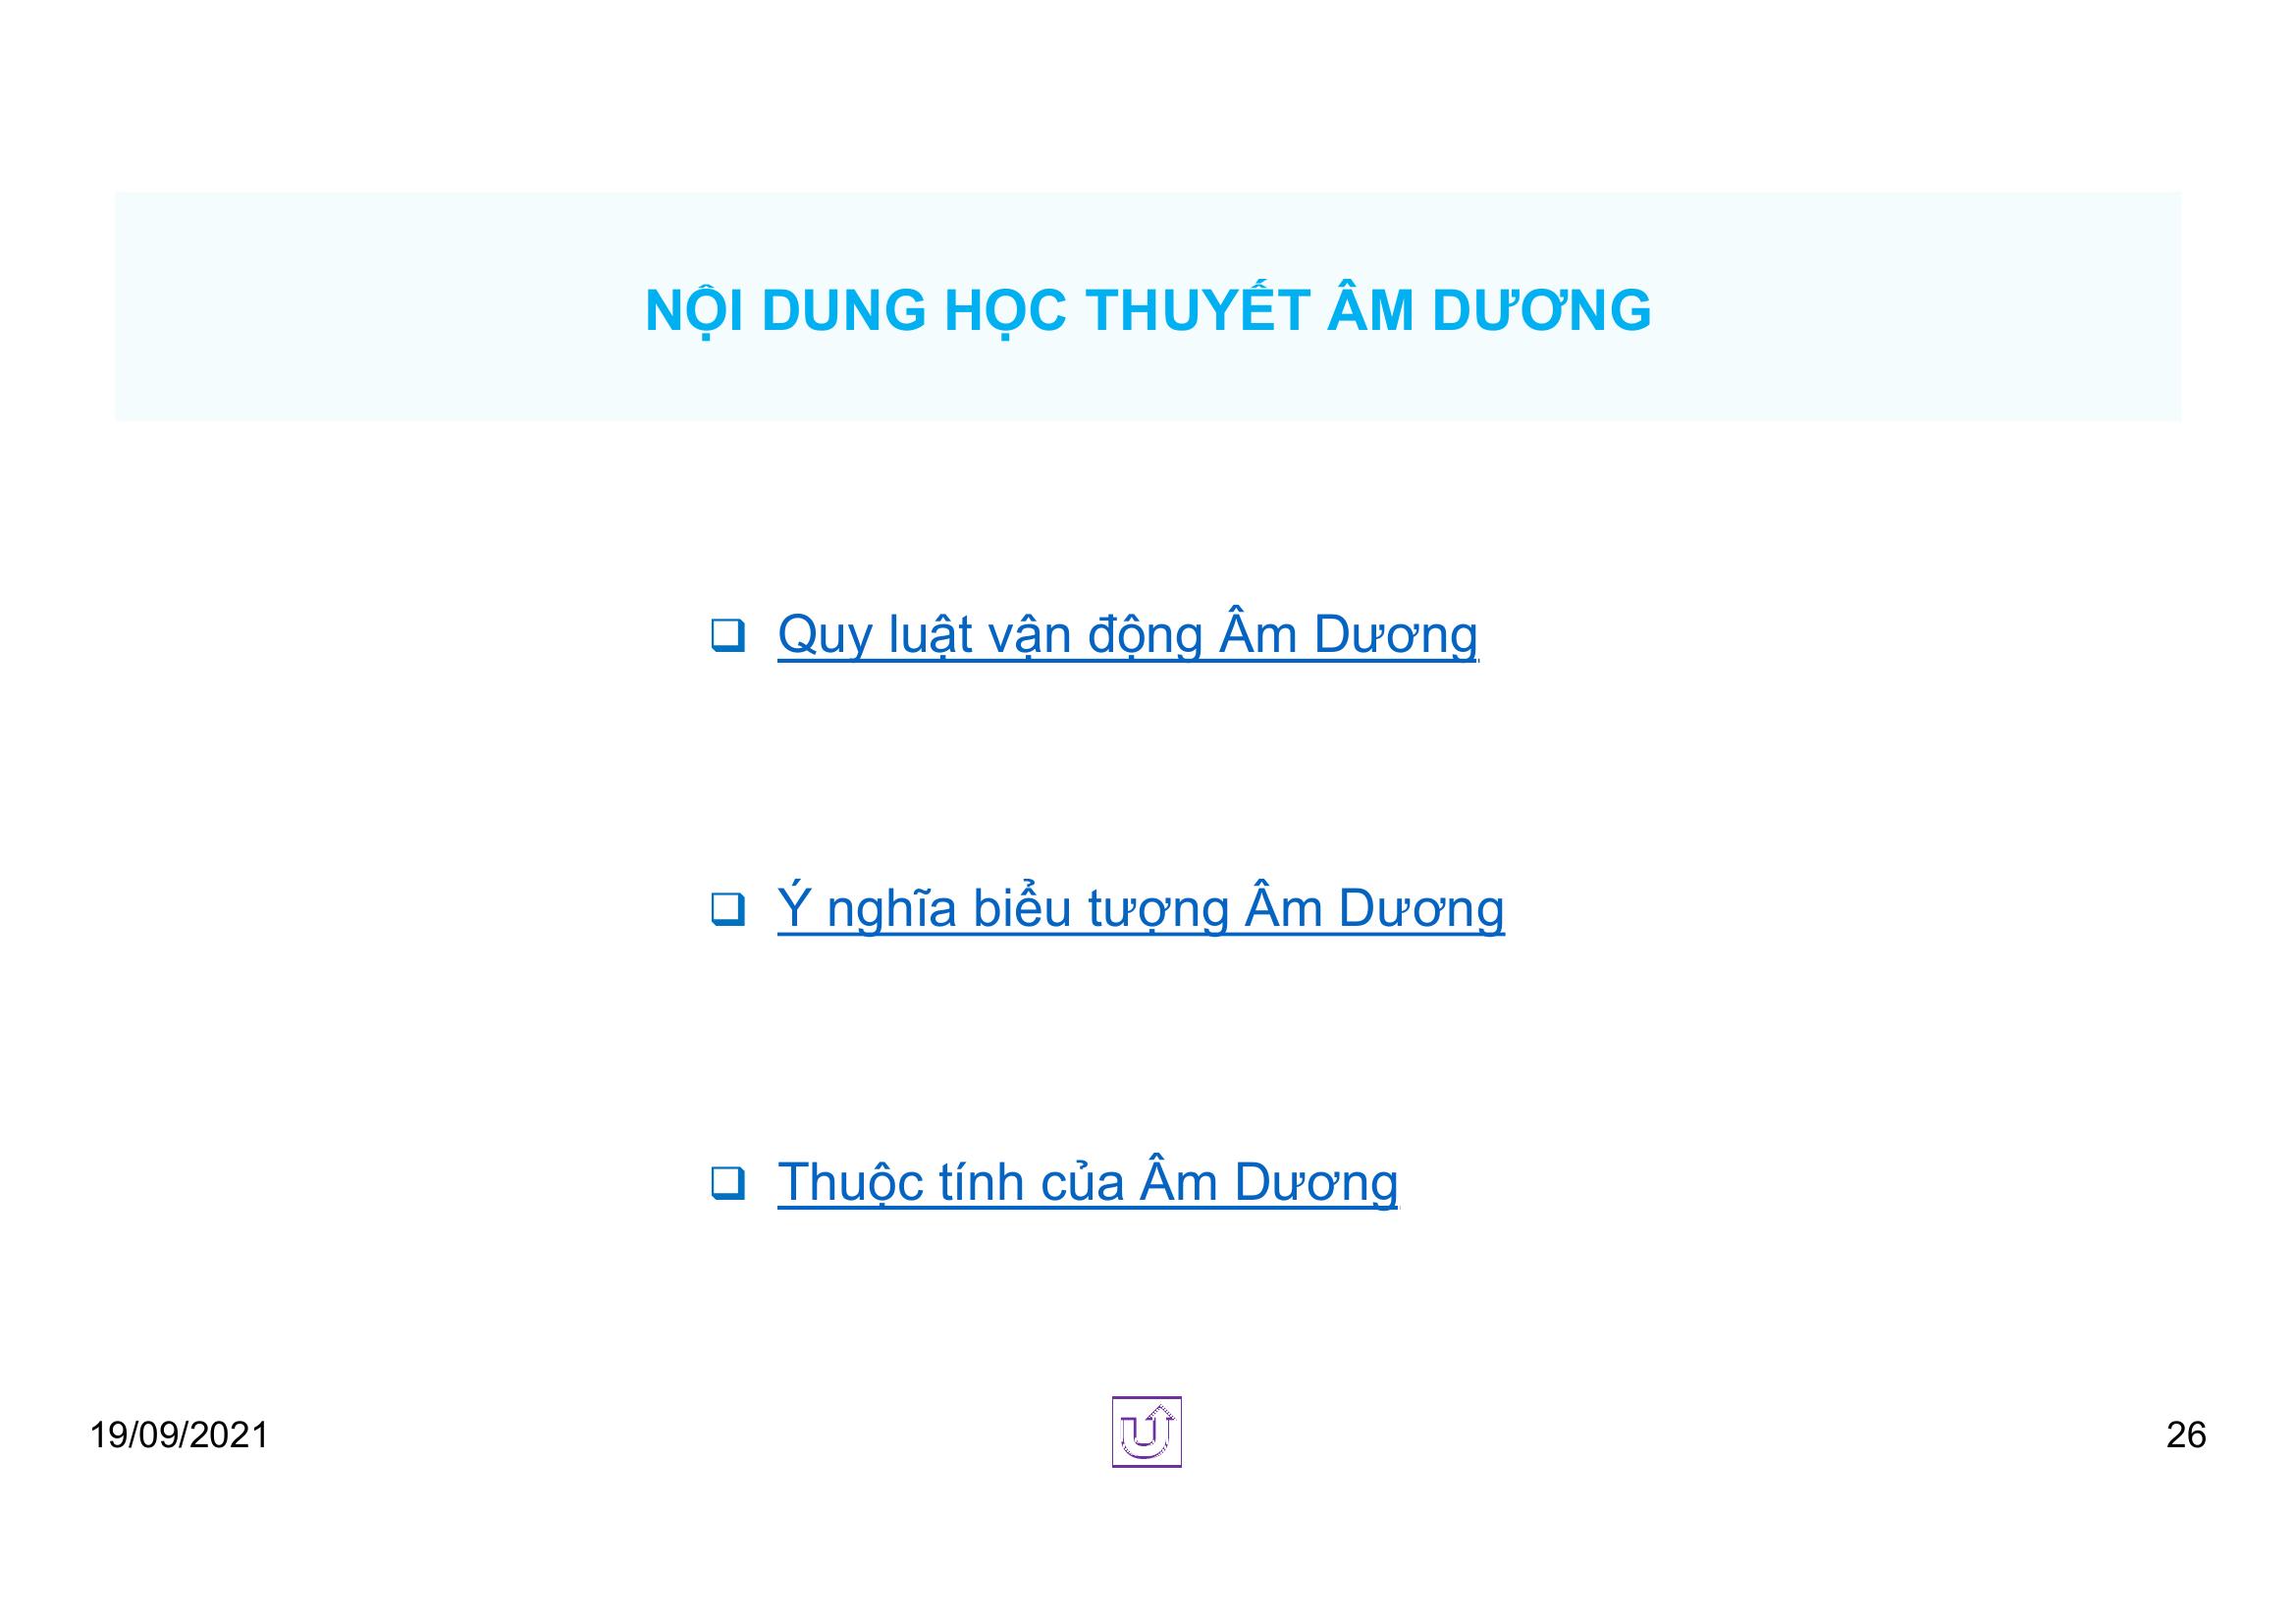 NỘI DUNG HỌC THUYẾT ÂM DƯƠNG
Quy luật vận động Âm Dương
Ý nghĩa biểu tượng Âm Dương
Thuộc tính của Âm Dương
19/09/2021
26